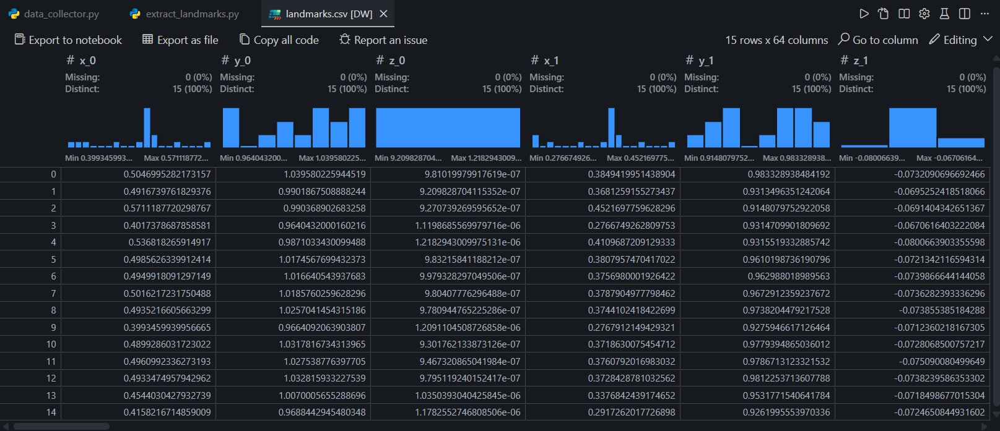 data_collector.py extract_landmarks.py landmarks.csv [DW]
Export to notebook Export as file Copy all code Report an issue 15 rows x 64 columns Go to column Editing
# x_0 # y_0 # z_0 # x_1 # y_1 # z_1
Missing: 0 (0%) Missing: 0 (0%) Missing: 0 (0%) Missing: 0 (0%) Missing: 0 (0%) Missing: 0 (0%)
Distinct: 15 (100%) Distinct: 15 (100%) Distinct: 15 (100%) Distinct: 15 (100%) Distinct: 15 (100%) Distinct: 15 (100%)
Min 0.399345993... Max 0.571118772... Min 0.964043200... Max 1.039580225... Min 9.209828704... Max 1.2182943009... Min 0.276674926... Max 0.452169775... Min 0.9148079752... Max 0.983328938... Min -0.08006639... Max -0.06706164...
0 0.5046995282173157 1.039580225944519 9.81019979917619e-07 0.3849419951438904 0.983328938484192 -0.0732090696692466
1 0.4916739761829376 0.9901867508888244 9.209828704115352e-07 0.3681259155273437 0.9313496351242064 -0.0695252418518066
2 0.5711187720298767 0.990368902683258 9.270739269595652e-07 0.4521697759628296 0.9148079752922058 -0.0691404342651367
3 0.4017378687858581 0.9640432000160216 1.1198685569979716e-06 0.2766749262809753 0.9314709901809692 -0.0670616403222084
4 0.536818265914917 0.9871033430099488 1.2182943009975131e-06 0.4109687209129333 0.9315519332885742 -0.0800663903355598
5 0.4985626339912414 1.0174567699432373 9.83215841188212e-07 0.3807957470417022 0.9610198736190796 -0.0721342116594314
6 0.4949918091297149 1.016640543937683 9.979328297049506e-07 0.3756980001926422 0.962988018989563 -0.0739866644144058
7 0.5016217231750488 1.0185760259628296 9.80407776296488e-07 0.3787904977798462 0.9672912359237672 -0.0736282393336296
8 0.4935216605663299 1.0257041454315186 9.780944765225286e-07 0.3744102418422699 0.9738204479217528 -0.073855385184288
9 0.3993459939956665 0.9664092063903807 1.2091104508726858e-06 0.2767912149429321 0.9275946617126464 -0.0712360218167305
10 0.4899286031723022 1.0317816734313965 9.301762133873126e-07 0.3718630075454712 0.9779394865036012 -0.0728068500757217
11 0.4960992336273193 1.027538776397705 9.467320865041984e-07 0.3760792016983032 0.9786713123321532 -0.075090080499649
12 0.4933474957942962 1.032815933227539 9.795119240152417e-07 0.3728428781032562 0.9812253713607788 -0.0738239586353302
13 0.4544030427932739 1.0070005655288696 1.0350393040425845e-06 0.3376842439174652 0.9531771540641784 -0.0718498677015304
14 0.4158216714859009 0.9688442945480348 1.1782552746808506e-06 0.2917262017726898 0.9261995553970336 -0.0724650844931602